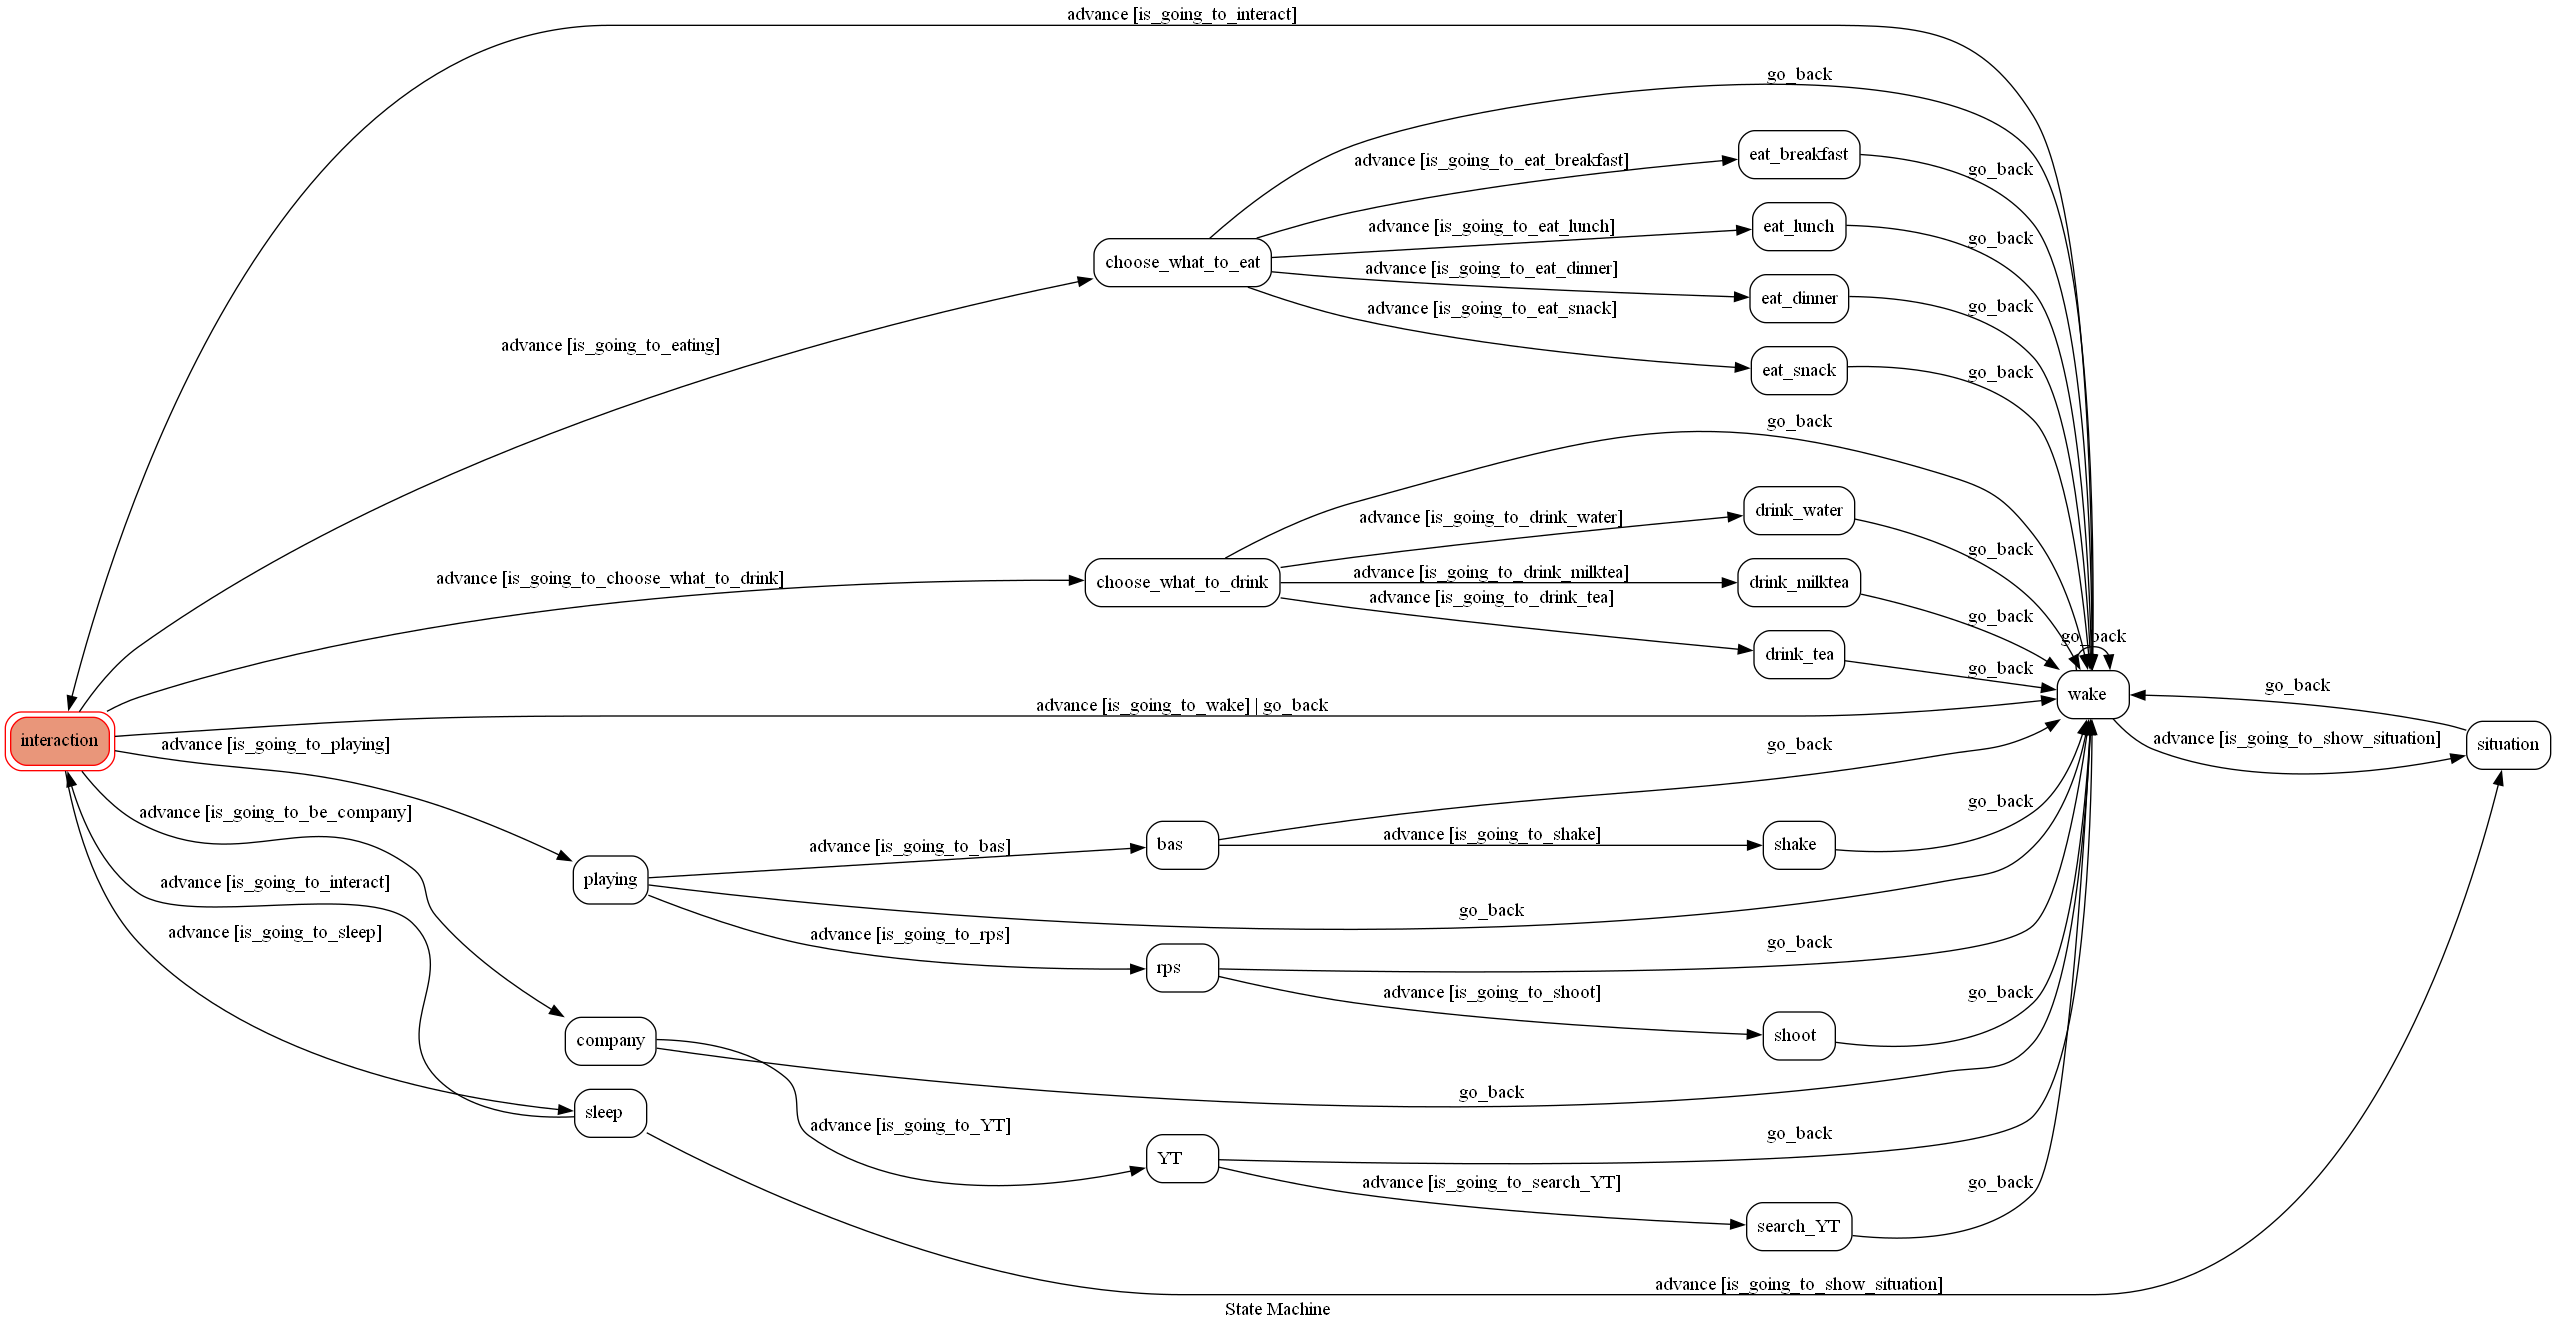 advance [is_going_to_interact]
go_back
eat_breakfast
advance [is_going_to_eat_breakfast]
go_back
eat_lunch
advance [is_going_to_eat_lunch]
go_back
choose_what_to_eat
advance [is_going_to_eat_dinner]
eat_dinner
go_back
advance [is_going_to_eat_snack]
advance [is_going_to_eating]
eat_snack
go_back
go_back
drink_water
advance [is_going_to_drink_water]
go_back
advance [is_going_to_choose_what_to_drink]
choose_what_to_drink
advance [is_going_to_drink_milktea]
drink_milktea
advance [is_going_to_drink_tea]
go_back
go_back
drink_tea
go_back
wake
go_back
advance [is_going_to_wake] | go_back
interaction
advance [is_going_to_playing]
go_back
advance [is_going_to_show_situation]
situation
advance [is_going_to_be_company]
go_back
advance [is_going_to_bas]
bas
advance [is_going_to_shake]
shake
playing
advance [is_going_to_interact]
go_back
advance [is_going_to_sleep]
advance [is_going_to_rps]
go_back
rps
advance [is_going_to_shoot]
go_back
shoot
company
go_back
sleep
advance [is_going_to_YT]
go_back
YT
advance [is_going_to_search_YT]
go_back
search_YT
advance [is_going_to_show_situation]
State Machine